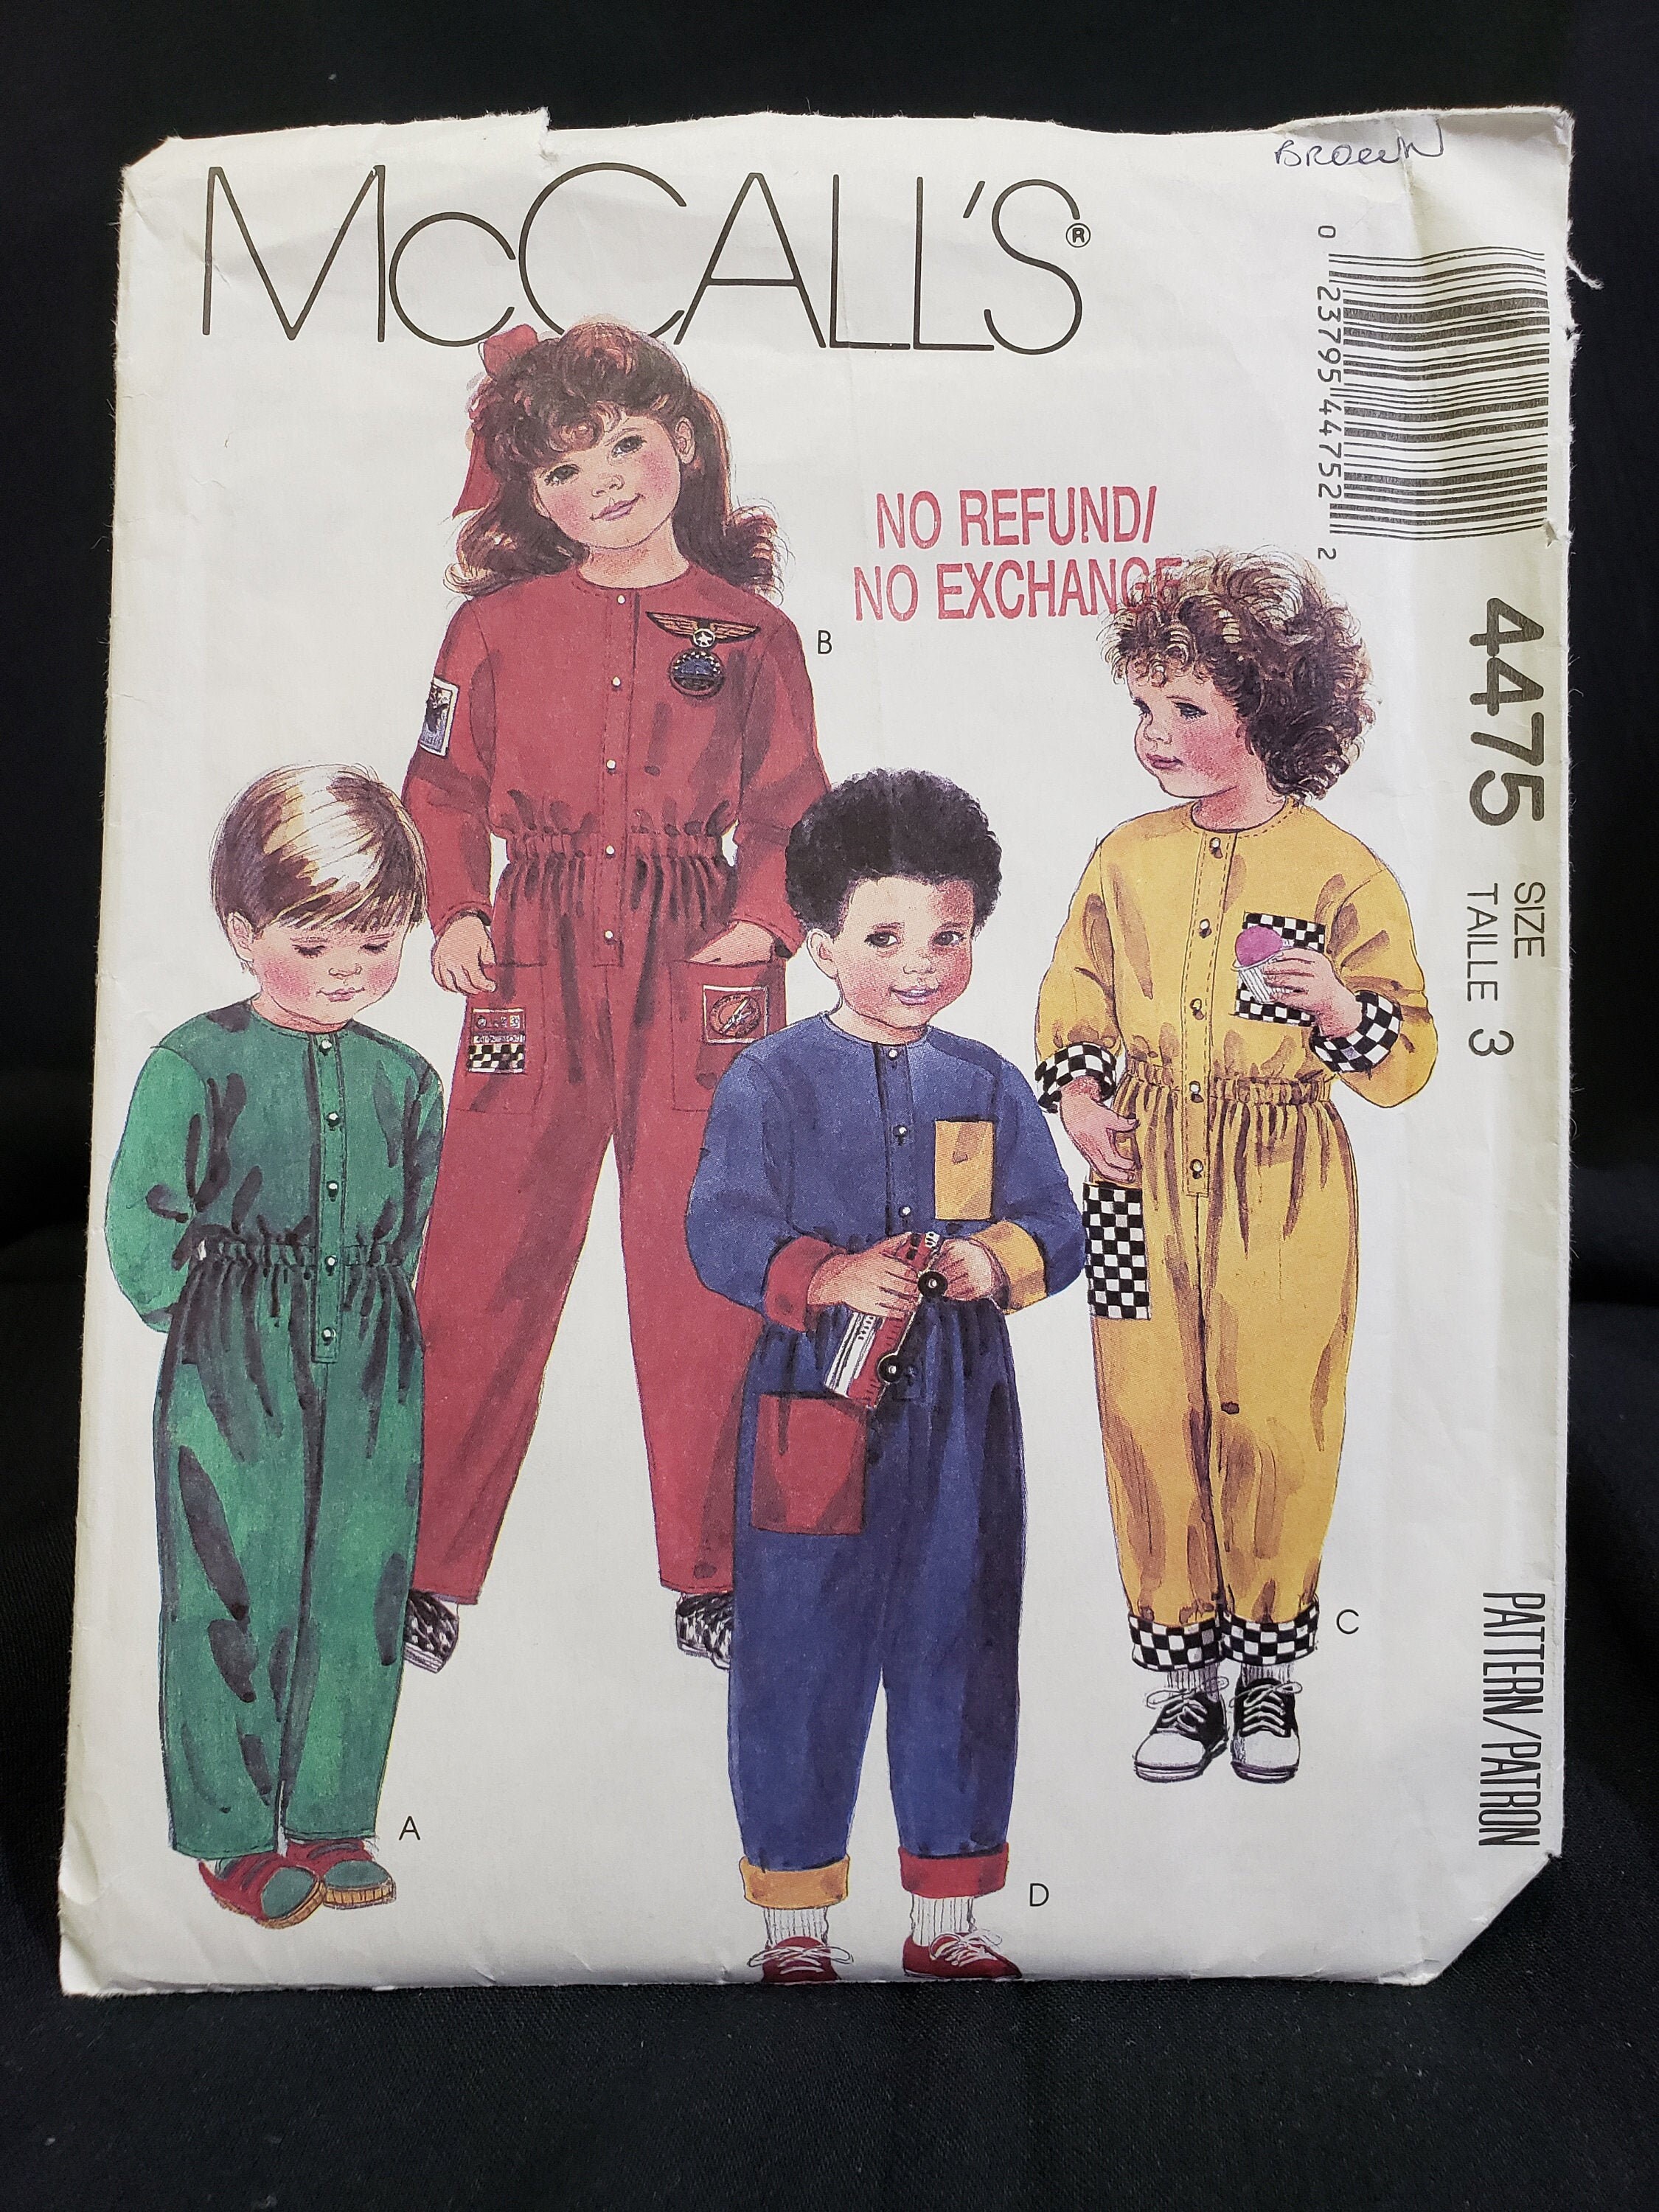 BROWN
McCALL'S®
0 23795 44752 2
NO REFUND/
NO EXCHANGE
B
4475
SIZE
TAILLE 3
PATTERN/PATRON
C
A
D